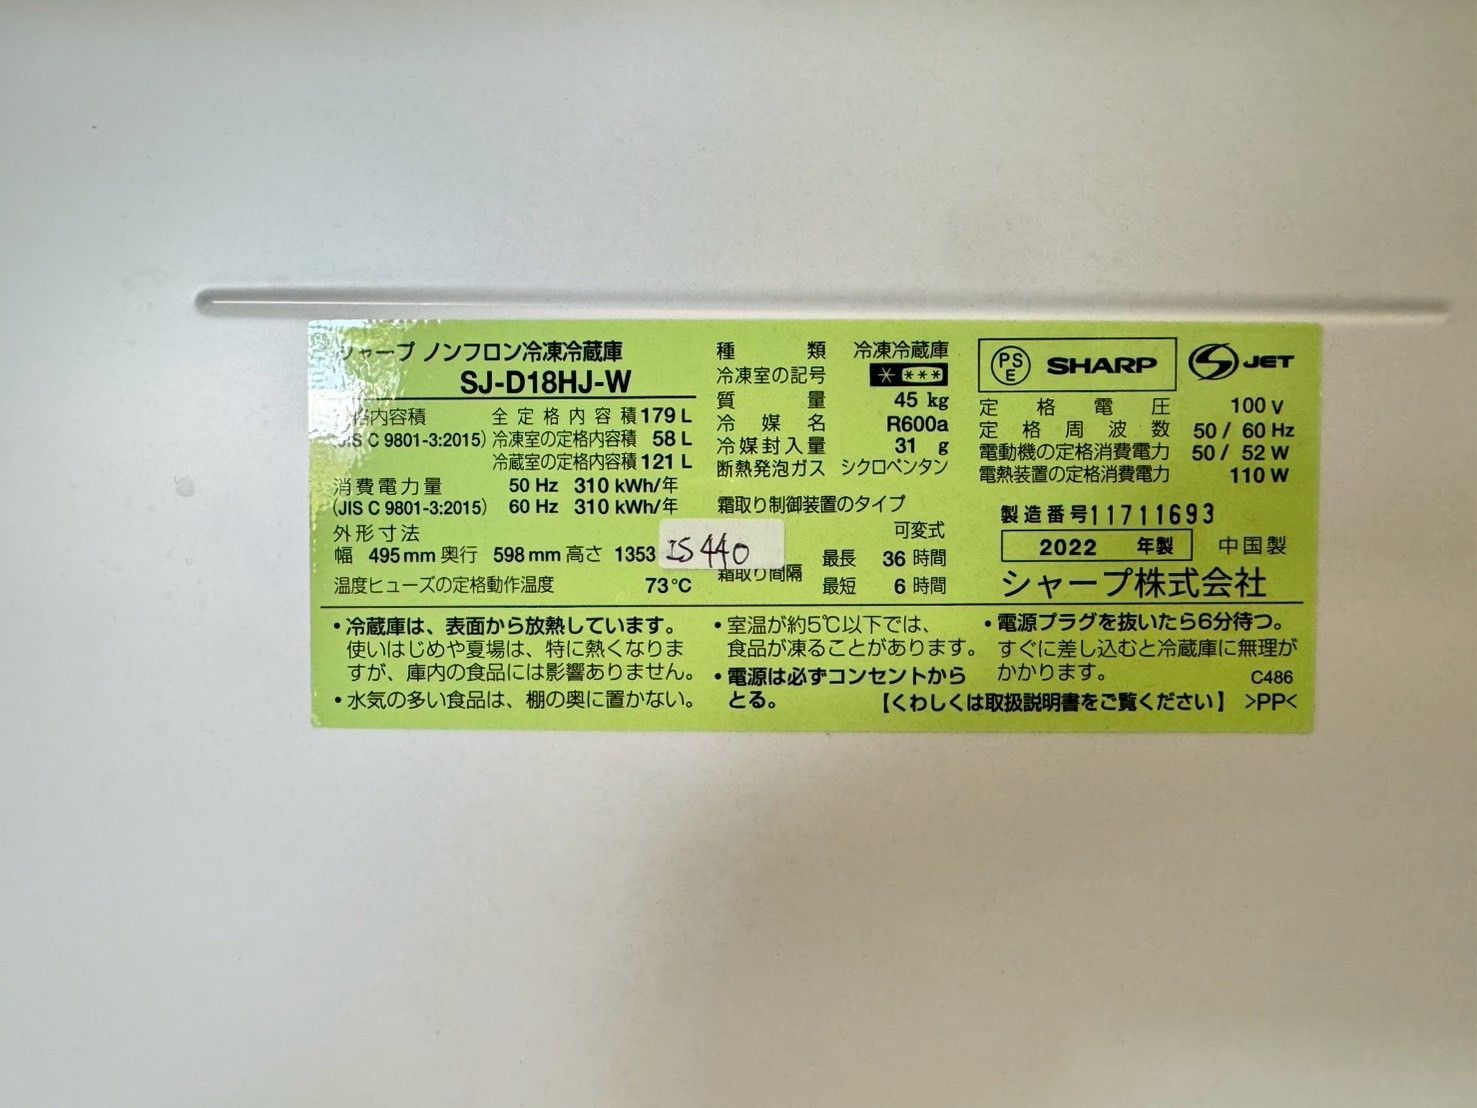 シャープ ノンフロン冷凍冷蔵庫
SJ-D18HJ-W
定格内容積 全定格内容積 179 L
(JIS C 9801-3:2015) 冷凍室の定格内容積 58 L
冷蔵室の定格内容積 121 L
消費電力量 50 Hz 310 kWh/年
(JIS C 9801-3:2015) 60 Hz 310 kWh/年
外形寸法
幅 495 mm 奥行 598 mm 高さ 1353
IS440
温度ヒューズの定格動作温度 73℃
種類 冷凍冷蔵庫
冷凍室の記号 * ***
質量 45 kg
冷媒名 R600a
冷媒封入量 31 g
断熱発泡ガス シクロペンタン
霜取り制御装置のタイプ
可変式
霜取り間隔 最長 36 時間
最短 6 時間
PSE SHARP S JET
定格電圧 100 V
定格周波数 50 / 60 Hz
電動機の定格消費電力 50 / 52 W
電熱装置の定格消費電力 110 W
製造番号 11711693
2022 年製 中国製
シャープ株式会社
・冷蔵庫は、表面から放熱しています。
使いはじめや夏場は、特に熱くなりま
すが、庫内の食品には影響ありません。
・水気の多い食品は、棚の奥に置かない。
・室温が約5℃以下では、
食品が凍ることがあります。
・電源は必ずコンセントから
とる。
・電源プラグを抜いたら6分待つ。
すぐに差し込むと冷蔵庫に無理が
かかります。
C486
【くわしくは取扱説明書をご覧ください】 >PP<